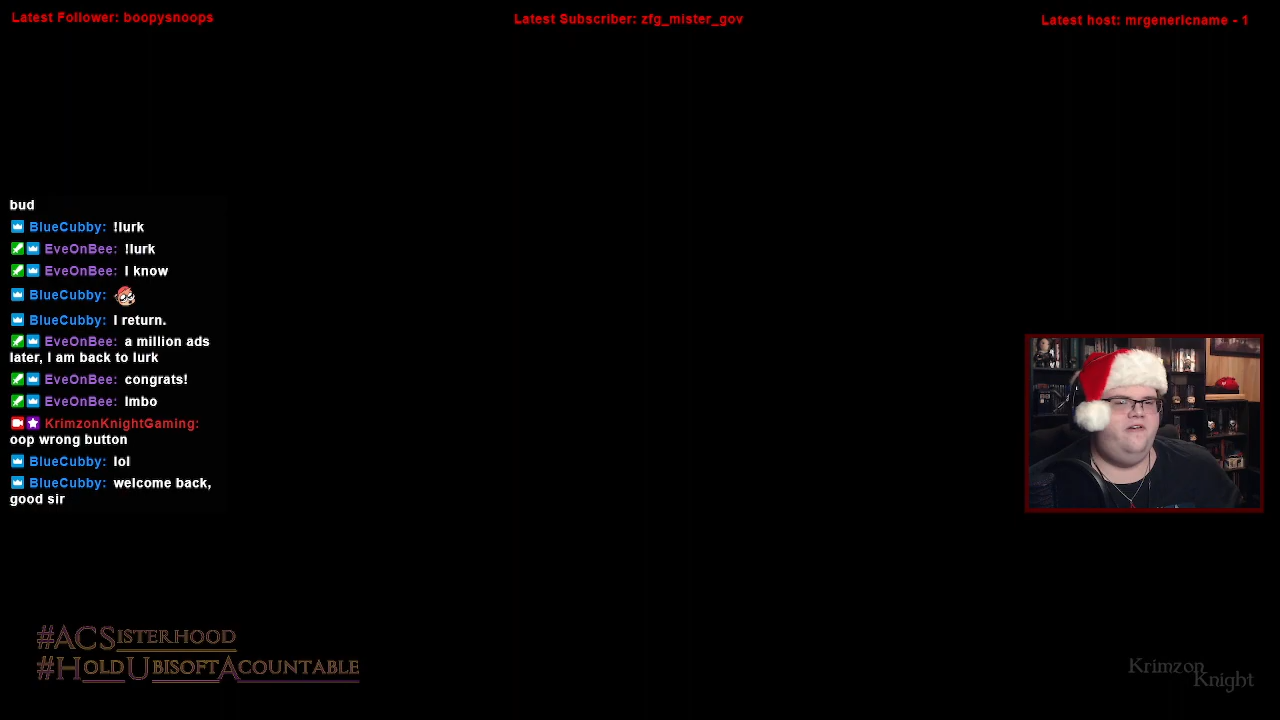 Latest Follower: boopysnoops
Latest Subscriber: zfg_mister_gov
Latest host: mrgenericname - 1
bud
BlueCubby: !lurk
EveOnBee: !lurk
EveOnBee: I know
BlueCubby:
BlueCubby: I return.
EveOnBee: a million ads
later, I am back to lurk
EveOnBee: congrats!
EveOnBee: lmbo
KrimzonKnightGaming:
oop wrong button
BlueCubby: lol
BlueCubby: welcome back,
good sir
#ACSisterhood
#HoldUbisoftAcountable
Krimzon
Knight